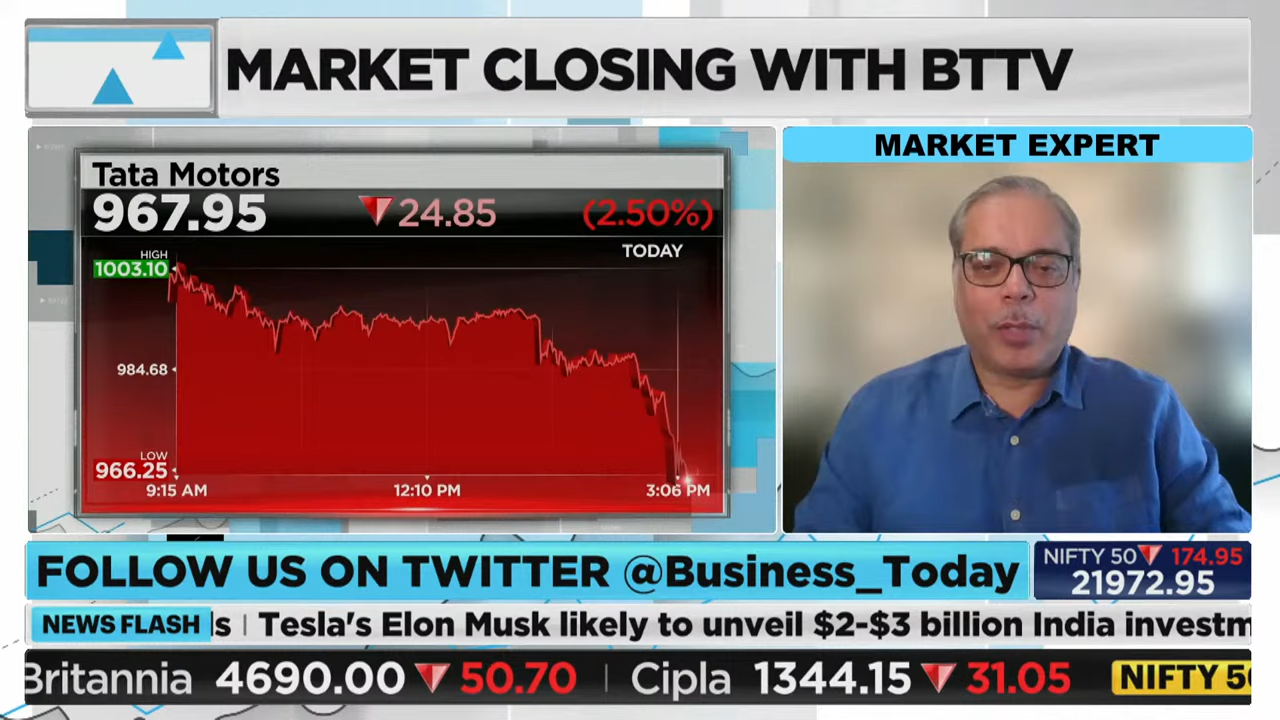 MARKET CLOSING WITH BTTV
Tata Motors
967.95 24.85 (2.50%)
TODAY
HIGH
1003.10
984.68
LOW
966.25
9:15 AM 12:10 PM 3:06 PM
MARKET EXPERT
FOLLOW US ON TWITTER @Business_Today
NIFTY 50 174.95
21972.95
NEWS FLASH ls | Tesla's Elon Musk likely to unveil $2-$3 billion India investm
Britannia 4690.00 50.70 | Cipla 1344.15 31.05 NIFTY 50